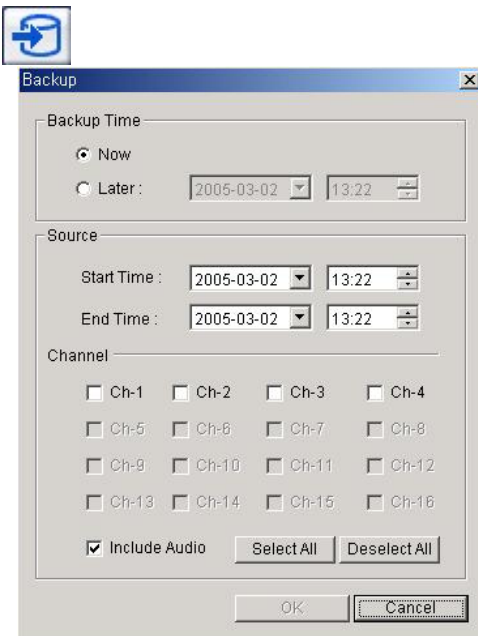 Backup
Backup Time
Now
Later : 2005-03-02 13:22
Source
Start Time : 2005-03-02 13:22
End Time : 2005-03-02 13:22
Channel
Ch-1 Ch-2 Ch-3 Ch-4
Ch-5 Ch-6 Ch-7 Ch-8
Ch-9 Ch-10 Ch-11 Ch-12
Ch-13 Ch-14 Ch-15 Ch-16
Include Audio Select All Deselect All
OK Cancel